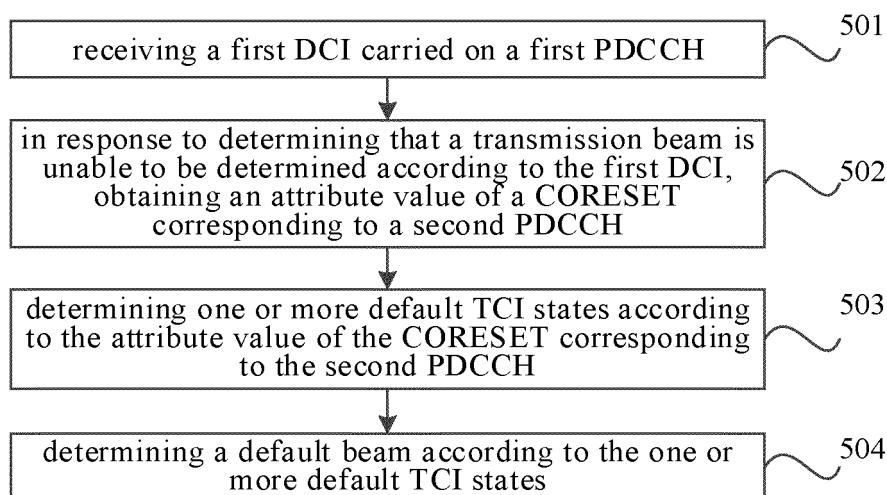 receiving a first DCI carried on a first PDCCH
501
in response to determining that a transmission beam is
unable to be determined according to the first DCI,
obtaining an attribute value of a CORESET
corresponding to a second PDCCH
502
determining one or more default TCI states according
to the attribute value of the CORESET corresponding
to the second PDCCH
503
determining a default beam according to the one or
more default TCI states
504